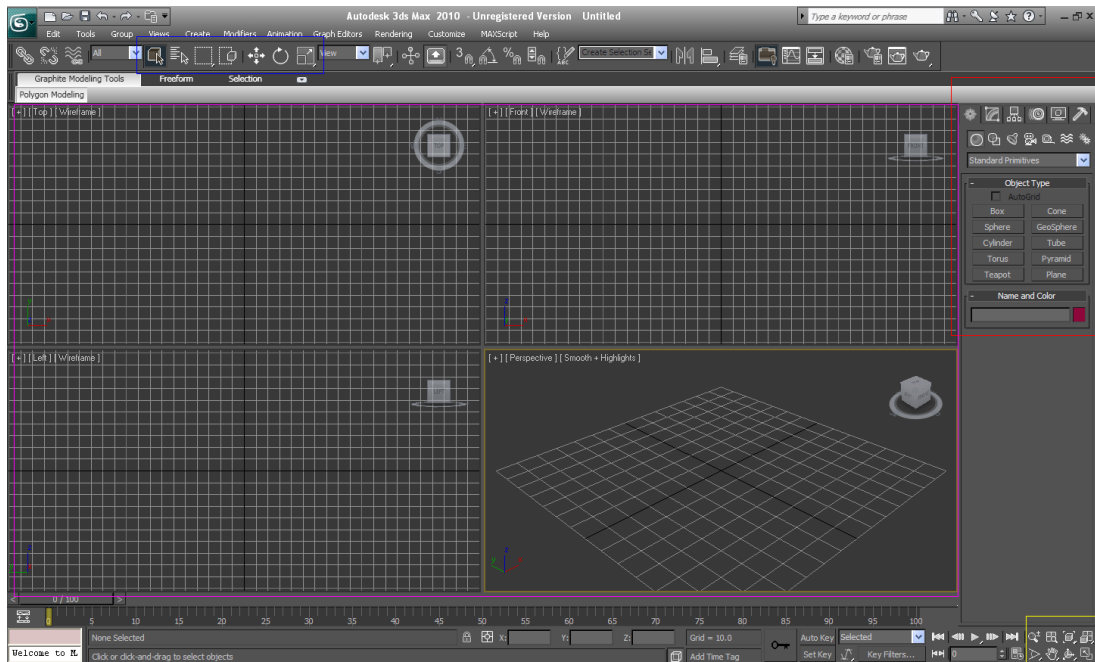 Autodesk 3ds Max 2010 - Unregistered Version Untitled
Type a keyword or phrase
Edit Tools Group Views Create Modifiers Animation Graph Editors Rendering Customize MAXScript Help
All
View
3
Create Selection Se
Graphite Modeling Tools Freeform Selection
Polygon Modeling
[ + ] [ Top ] [ Wireframe ]
[ + ] [ Front ] [ Wireframe ]
TOP
FRONT
Standard Primitives
- Object Type
AutoGrid
Box Cone
Sphere GeoSphere
Cylinder Tube
Torus Pyramid
Teapot Plane
- Name and Color
[ + ] [ Left ] [ Wireframe ]
[ + ] [ Perspective ] [ Smooth + Highlights ]
LEFT
< 0 / 100 >
0 5 10 15 20 25 30 35 40 45 50 55 60 65 70 75 80 85 90 95 100
None Selected X: Y: Z: Grid = 10.0 Auto Key Selected
Welcome to M. Click or click-and-drag to select objects Add Time Tag Set Key Key Filters... 0